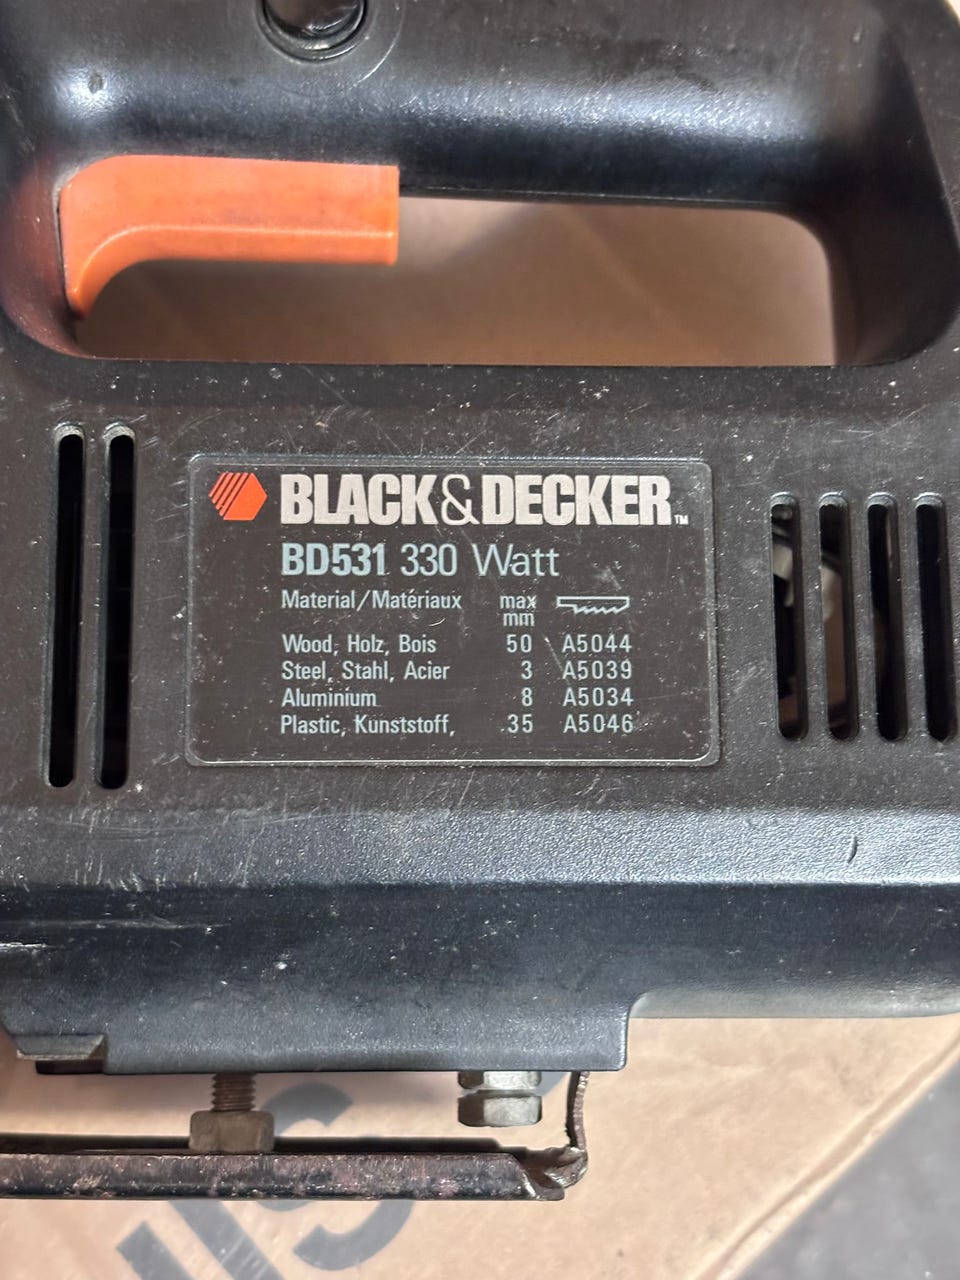 BLACK&DECKER™
BD531 330 Watt
Material/Matériaux max mm
Wood, Holz, Bois 50 A5044
Steel, Stahl, Acier 3 A5039
Aluminium 8 A5034
Plastic, Kunststoff, 35 A5046